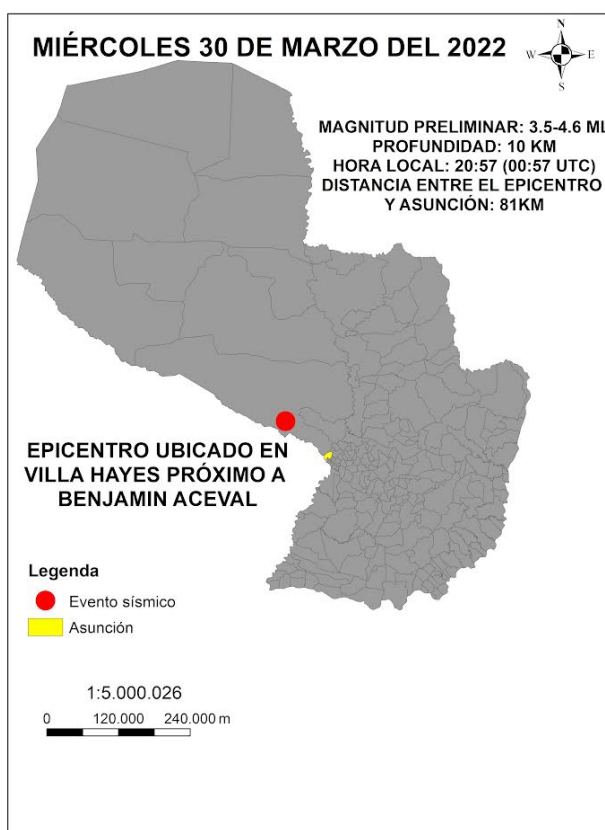 MIÉRCOLES 30 DE MARZO DEL 2022
N
W E
S
MAGNITUD PRELIMINAR: 3.5-4.6 ML
PROFUNDIDAD: 10 KM
HORA LOCAL: 20:57 (00:57 UTC)
DISTANCIA ENTRE EL EPICENTRO
Y ASUNCIÓN: 81KM
EPICENTRO UBICADO EN
VILLA HAYES PRÓXIMO A
BENJAMIN ACEVAL
Legenda
Evento sísmico
Asunción
1:5.000.026
0 120.000 240.000 m